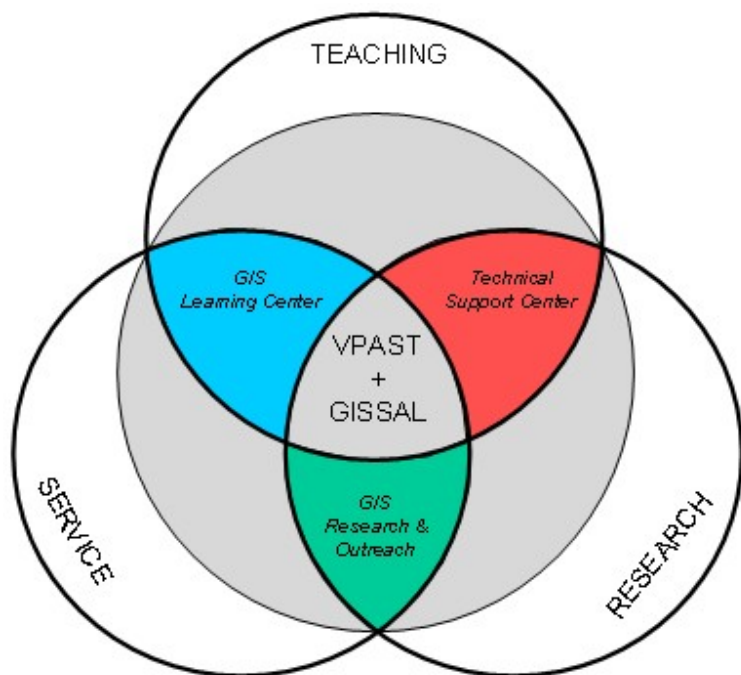 TEACHING
GIS
Learning Center
Technical
Support Center
VPAST
+
GISSAL
SERVICE
GIS
Research &
Outreach
RESEARCH